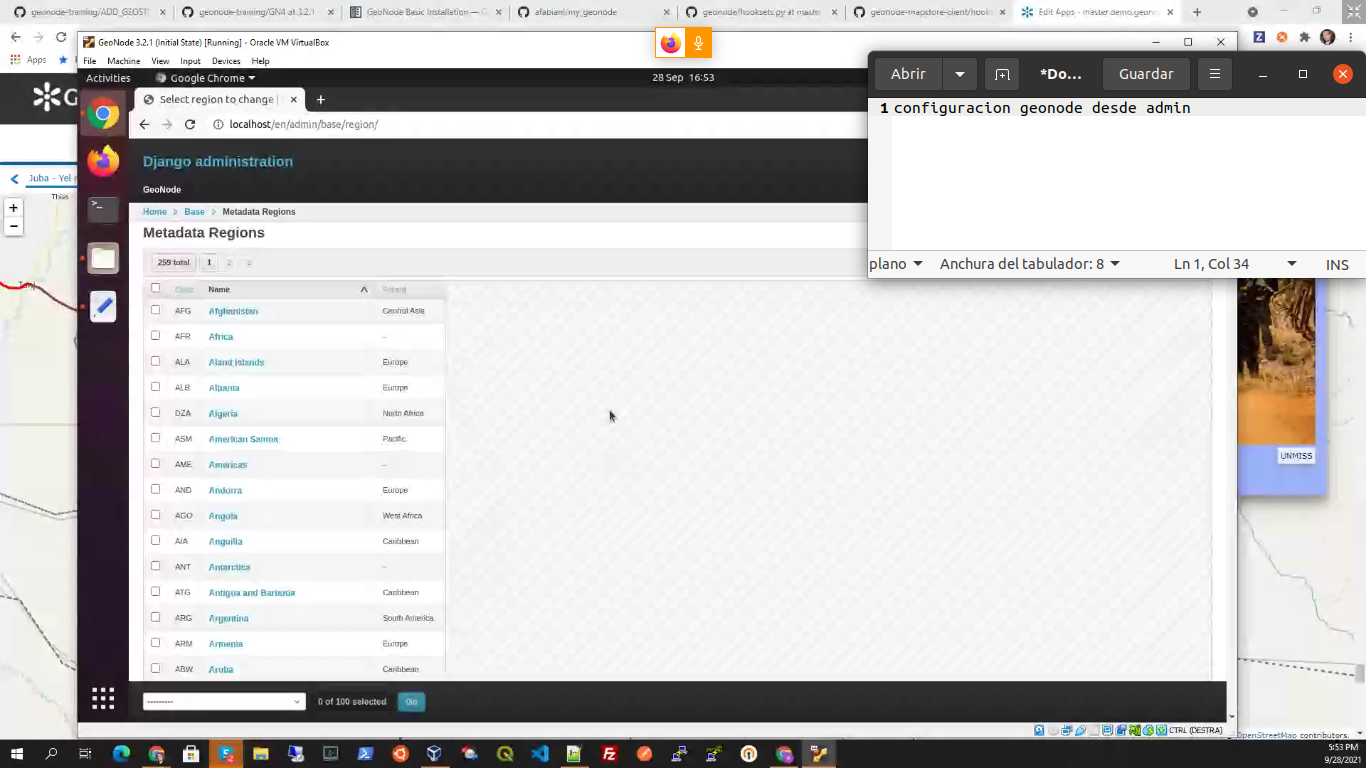 geonode-training/ADD_GEOST
geonode-training/GN4 at 3.2.1
GeoNode Basic Installation — G
afabiani/my_geonode
geonode/hooksets.py at maste
geonode-mapstore-client/hooks
Edit Apps - master.demo.geono
Apps
GeoNode 3.2.1 (Initial State) [Running] - Oracle VM VirtualBox
File Machine View Input Devices Help
Activities
Google Chrome
28 Sep 16:53
Select region to change |
localhost/en/admin/base/region/
Django administration
GeoNode
Home > Base > Metadata Regions
Metadata Regions
259 total 1 2 3
Code Name Parent
AFG Afghanistan Central Asia
AFR Africa -
ALA Aland Islands Europe
ALB Albania Europe
DZA Algeria North Africa
ASM American Samoa Pacific
AME Americas -
AND Andorra Europe
AGO Angola West Africa
AIA Anguilla Caribbean
ANT Antarctica -
ATG Antigua and Barbuda Caribbean
ARG Argentina South America
ARM Armenia Europe
ABW Aruba Caribbean
---------
0 of 100 selected
Go
Abrir
*Do...
Guardar
1 configuracion geonode desde admin
plano
Anchura del tabulador: 8
Ln 1, Col 34
INS
Juba - Yel r
+
−
UNMISS
CTRL (DESTRA)
OpenStreetMap contributors.
5:53 PM
9/28/2021